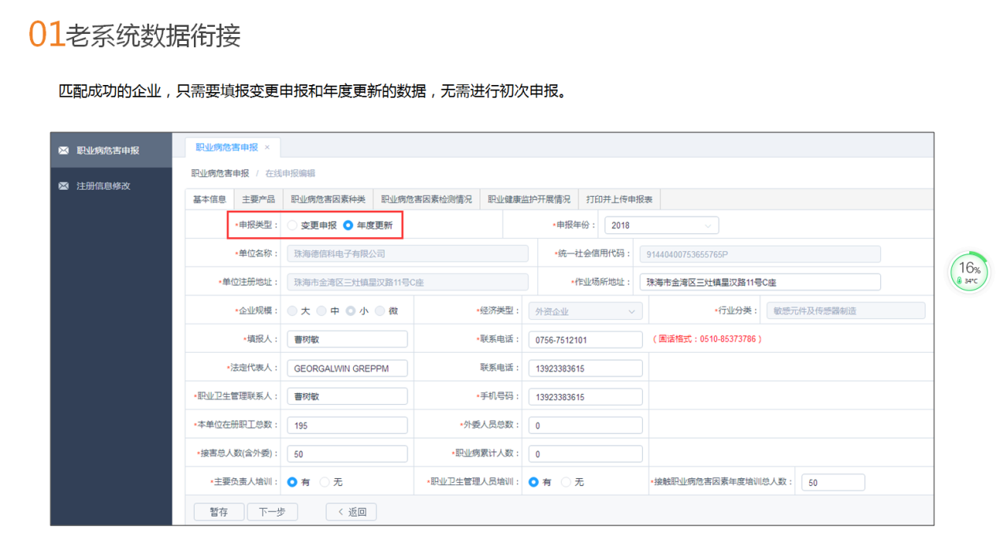 01老系统数据衔接
匹配成功的企业，只需要填报变更申报和年度更新的数据，无需进行初次申报。
职业病危害申报
注册信息修改
职业病危害申报 ×
职业病危害申报 / 在线申报编辑
基本信息 主要产品 职业病危害因素种类 职业病危害因素检测情况 职业健康监护开展情况 打印并上传申报表
*申报类型： 变更申报 年度更新 *申报年份： 2018
*单位名称： 珠海德信科电子有限公司 *统一社会信用代码： 91440400753655765P
*单位注册地址： 珠海市金湾区三灶镇星汉路11号C座 *作业场所地址： 珠海市金湾区三灶镇星汉路11号C座
*企业规模： 大 中 小 微 *经济类型： 外资企业 *行业分类： 敏感元件及传感器制造
*填报人： 曹树敏 *联系电话： 0756-7512101 （固话格式：0510-85373786）
*法定代表人： GEORGALWIN GREPPM 联系电话： 13923383615
*职业卫生管理联系人： 曹树敏 *手机号码： 13923383615
*本单位在册职工总数： 195 *外委人员总数： 0
*接害总人数(含外委)： 50 *职业病累计人数： 0
*主要负责人培训： 有 无 *职业卫生管理人员培训： 有 无 *接触职业病危害因素年度培训总人数： 50
暂存 下一步 < 返回
16%
34℃